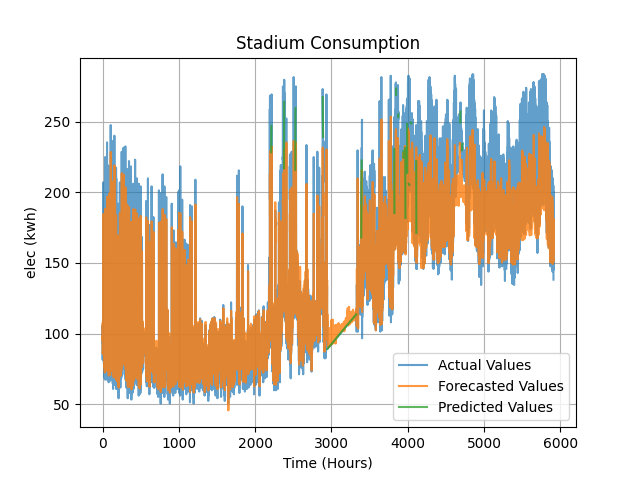 Stadium Consumption
elec (kwh)
250
200
150
100
50
0
1000
2000
3000
4000
5000
6000
Time (Hours)
Actual Values
Forecasted Values
Predicted Values